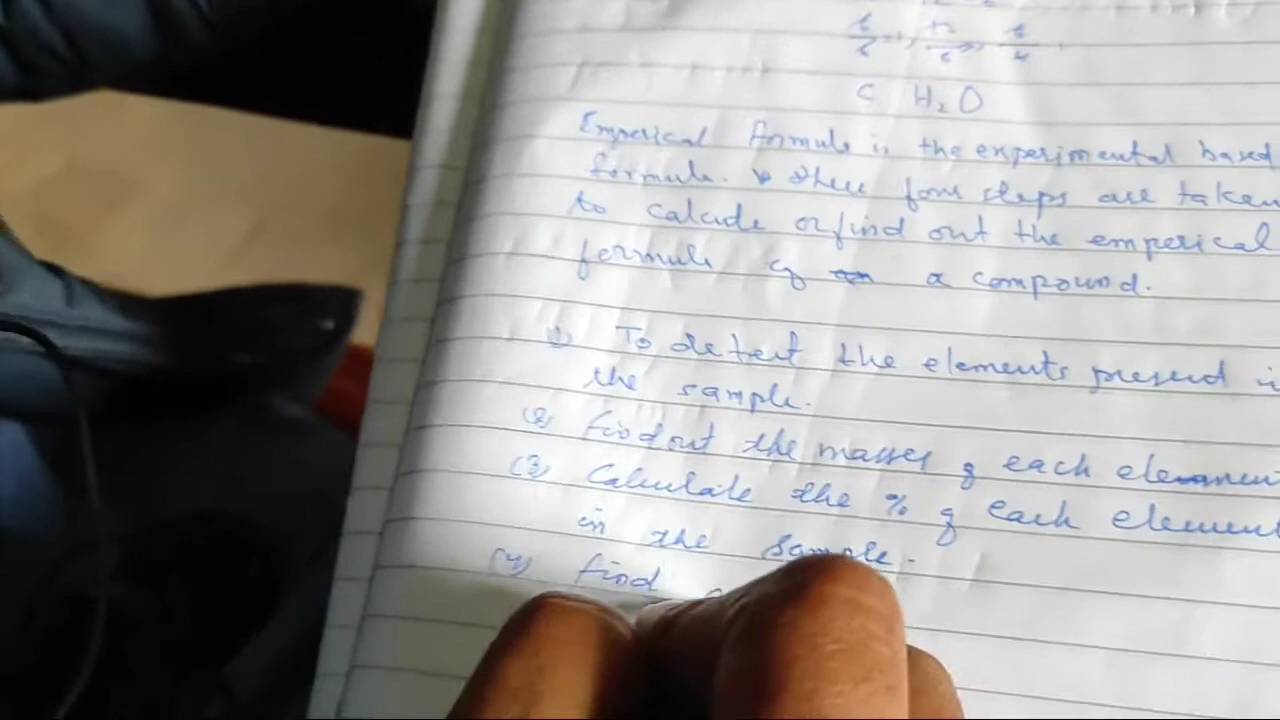 C H₂O
Emperical formula is the experimental based
formula. these four steps are taken
to calcude or find out the emperical
formula of a compound.
(1) To detect the elements present in
the sample.
(2) find out the masses of each element
(3) Calculate the % of each element
in the sample.
(4) find